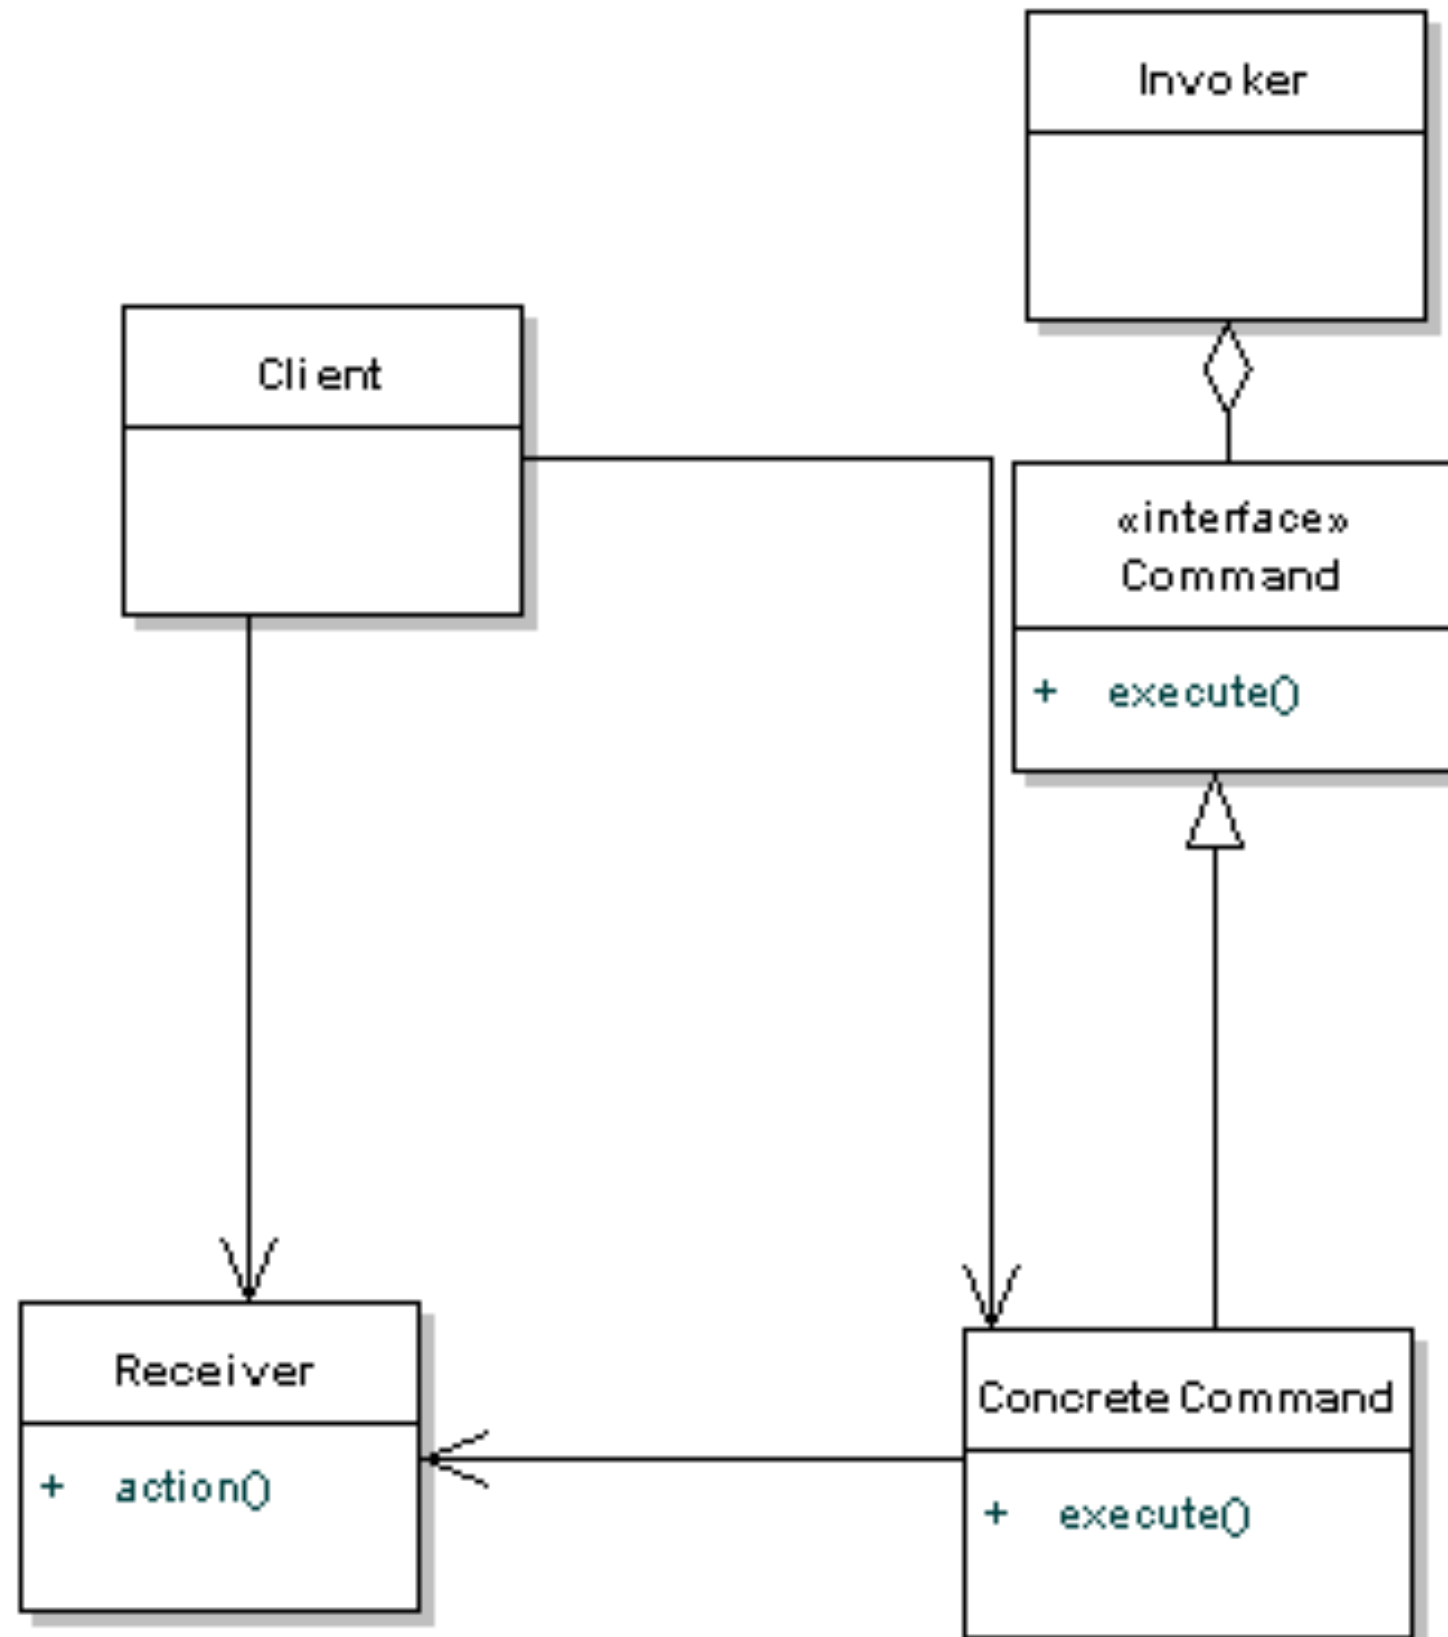 Invoker
Client
«interface»
Command
+ execute()
Receiver
+ action()
Concrete Command
+ execute()